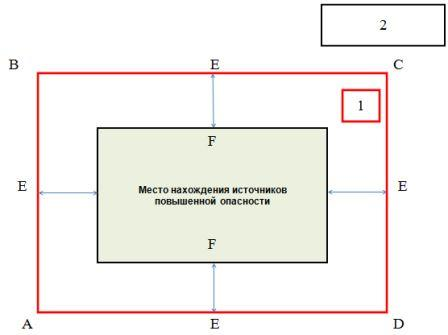 2
B
E
C
1
F
E
Место нахождения источников
повышенной опасности
E
F
A
E
D